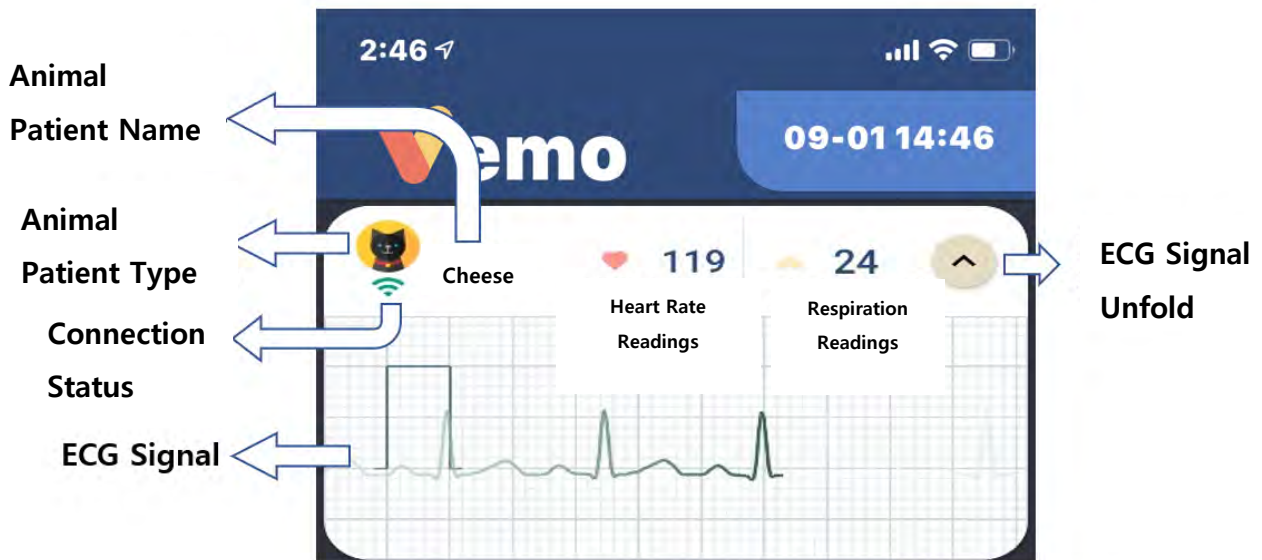 2:46
Animal
Patient Name
Vemo
09-01 14:46
Animal
Patient Type
Cheese
119
24
Heart Rate
Readings
Respiration
Readings
ECG Signal
Unfold
Connection
Status
ECG Signal